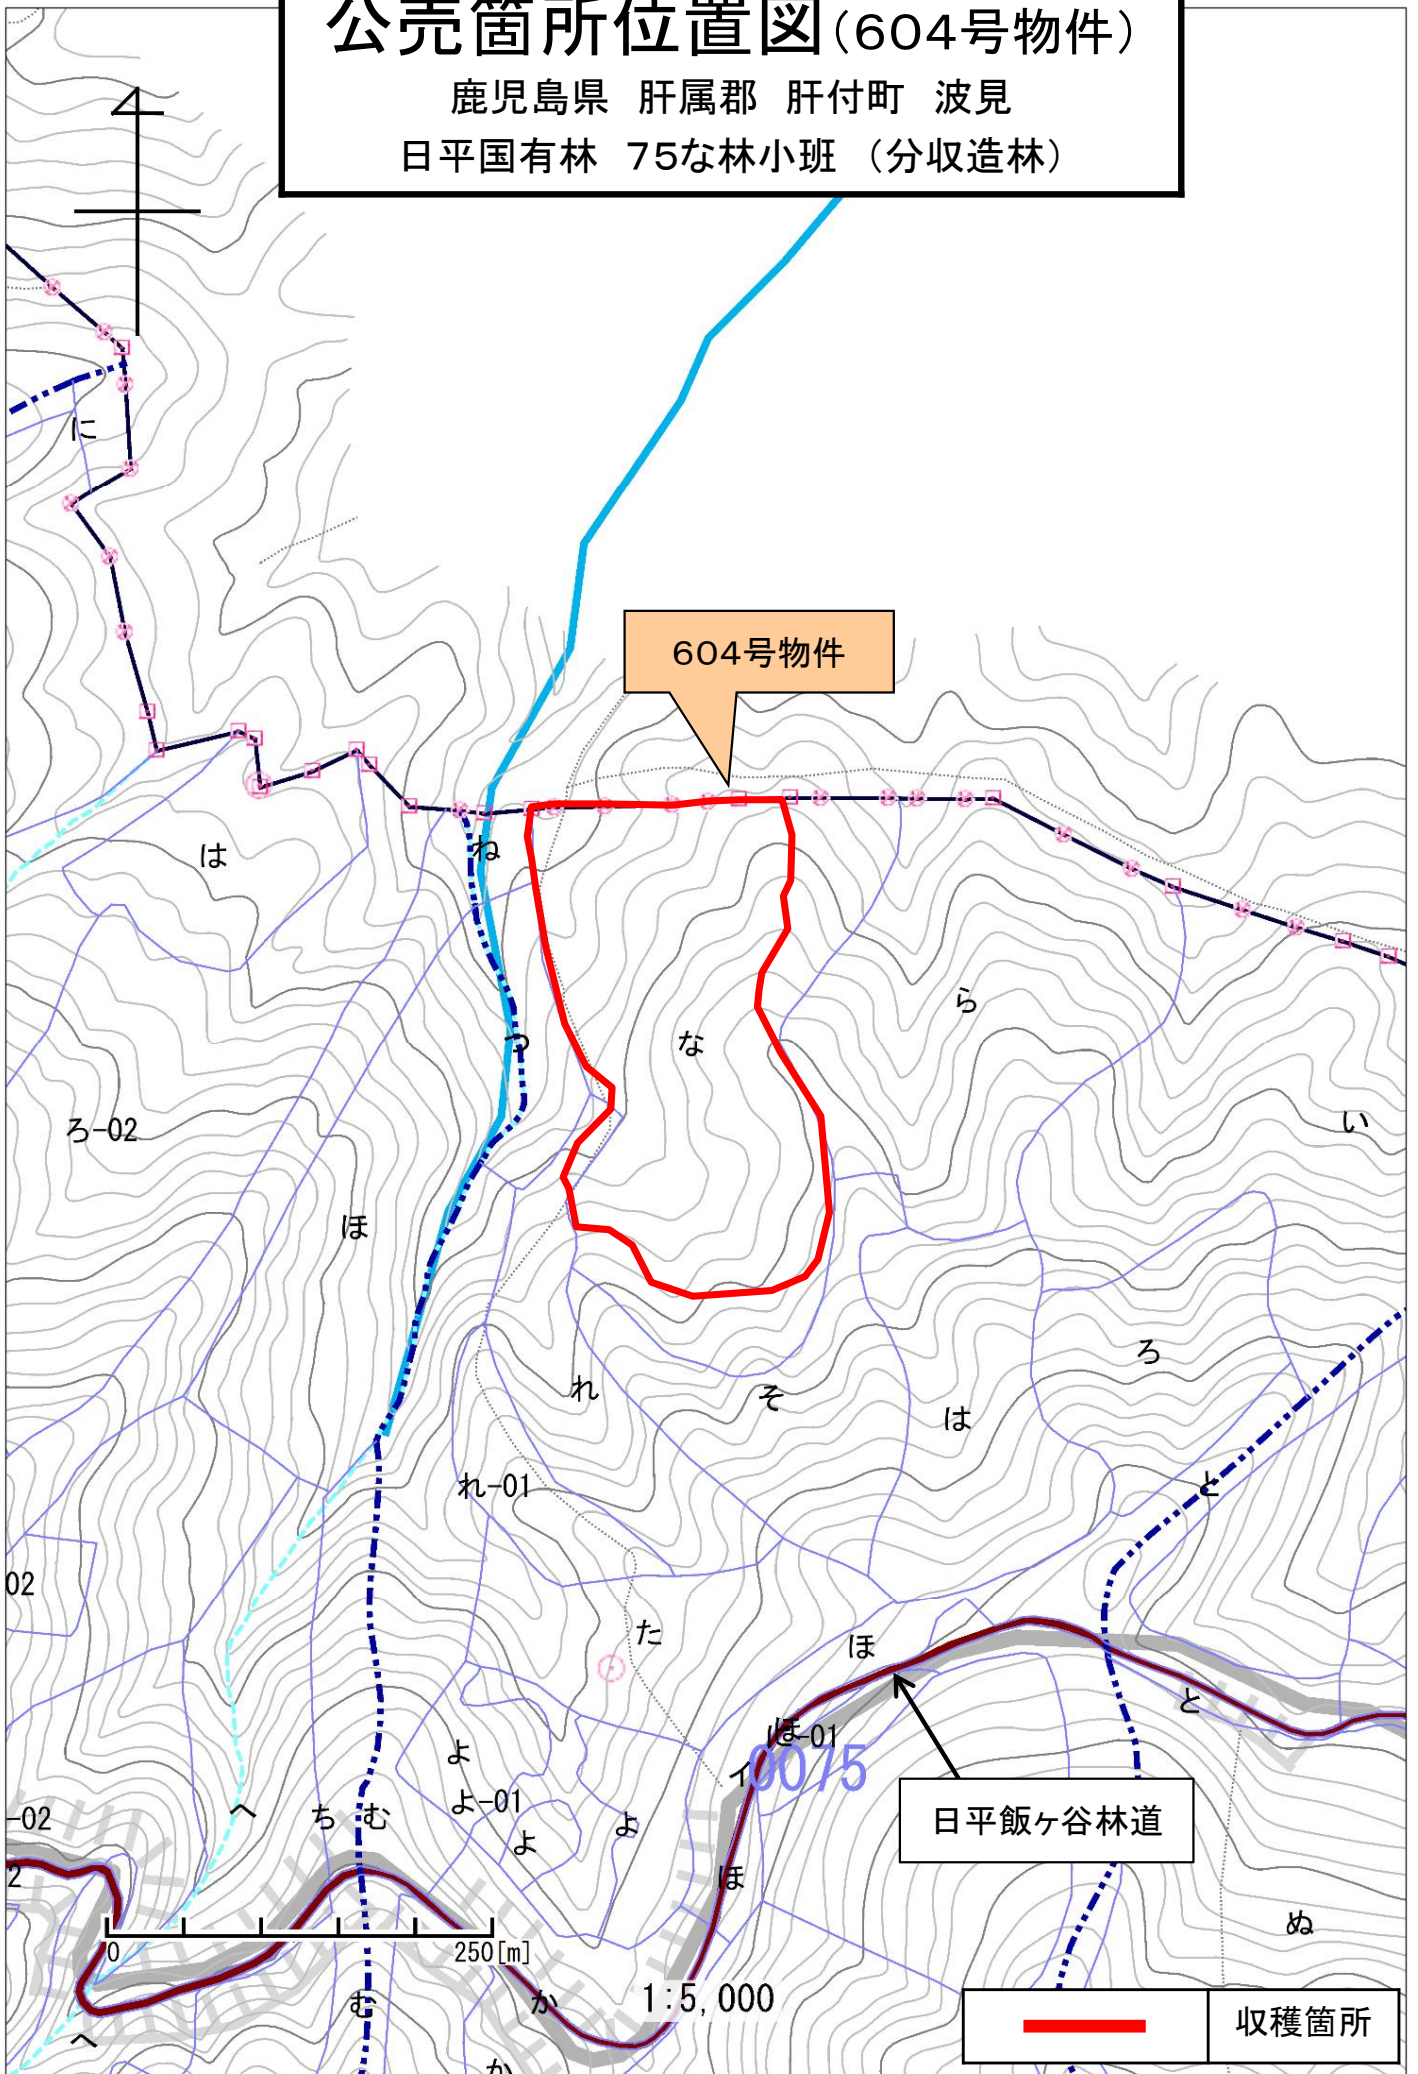 公売箇所位置図(604号物件)
鹿児島県 肝属郡 肝付町 波見
日平国有林 75な林小班 (分収造林)
に
604号物件
は
ね
ら
つ
な
い
ろ-02
ほ
ろ
れ
そ
は
れ-01
と
02
た
ほ
と
ほ-01
イ
0075
よ
よ-01
へ
ち
む
よ
よ
-02
日平飯ヶ谷林道
2
ほ
ぬ
0
250[m]
1:5,000
む
か
収穫箇所
へ
か